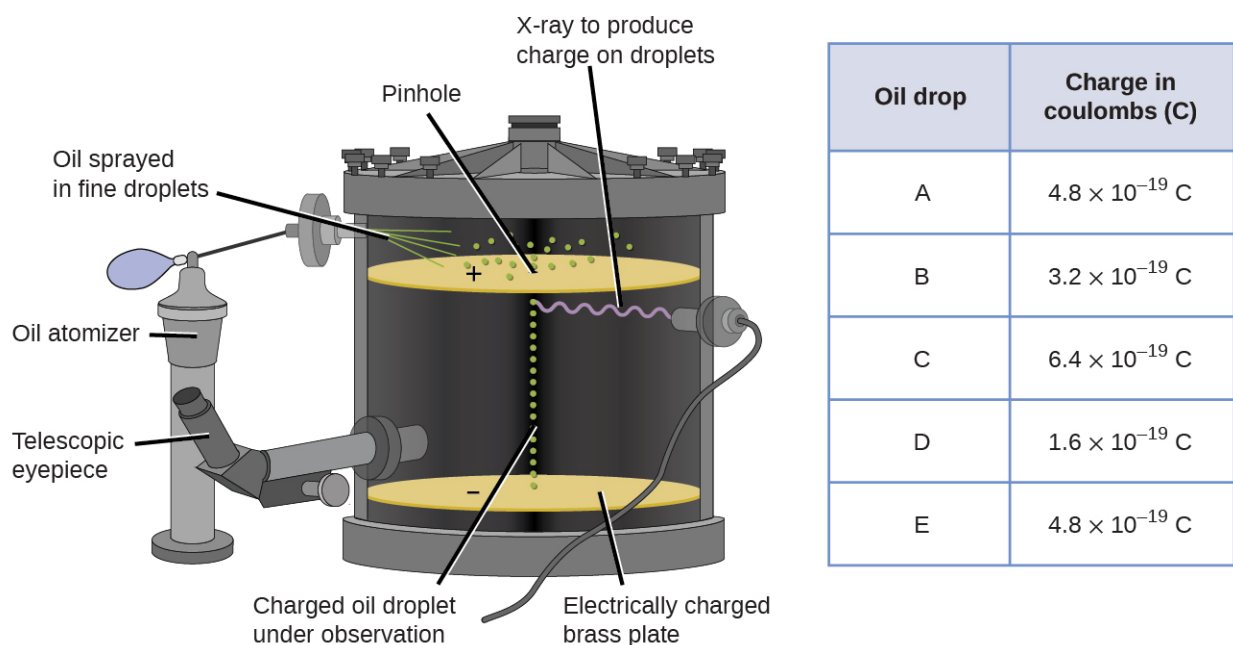 X-ray to produce
charge on droplets
Pinhole
Oil sprayed
in fine droplets
+
Oil atomizer
Telescopic
eyepiece
–
Charged oil droplet
under observation
Electrically charged
brass plate
Oil drop
Charge in
coulombs (C)
A
4.8 × 10⁻¹⁹ C
B
3.2 × 10⁻¹⁹ C
C
6.4 × 10⁻¹⁹ C
D
1.6 × 10⁻¹⁹ C
E
4.8 × 10⁻¹⁹ C